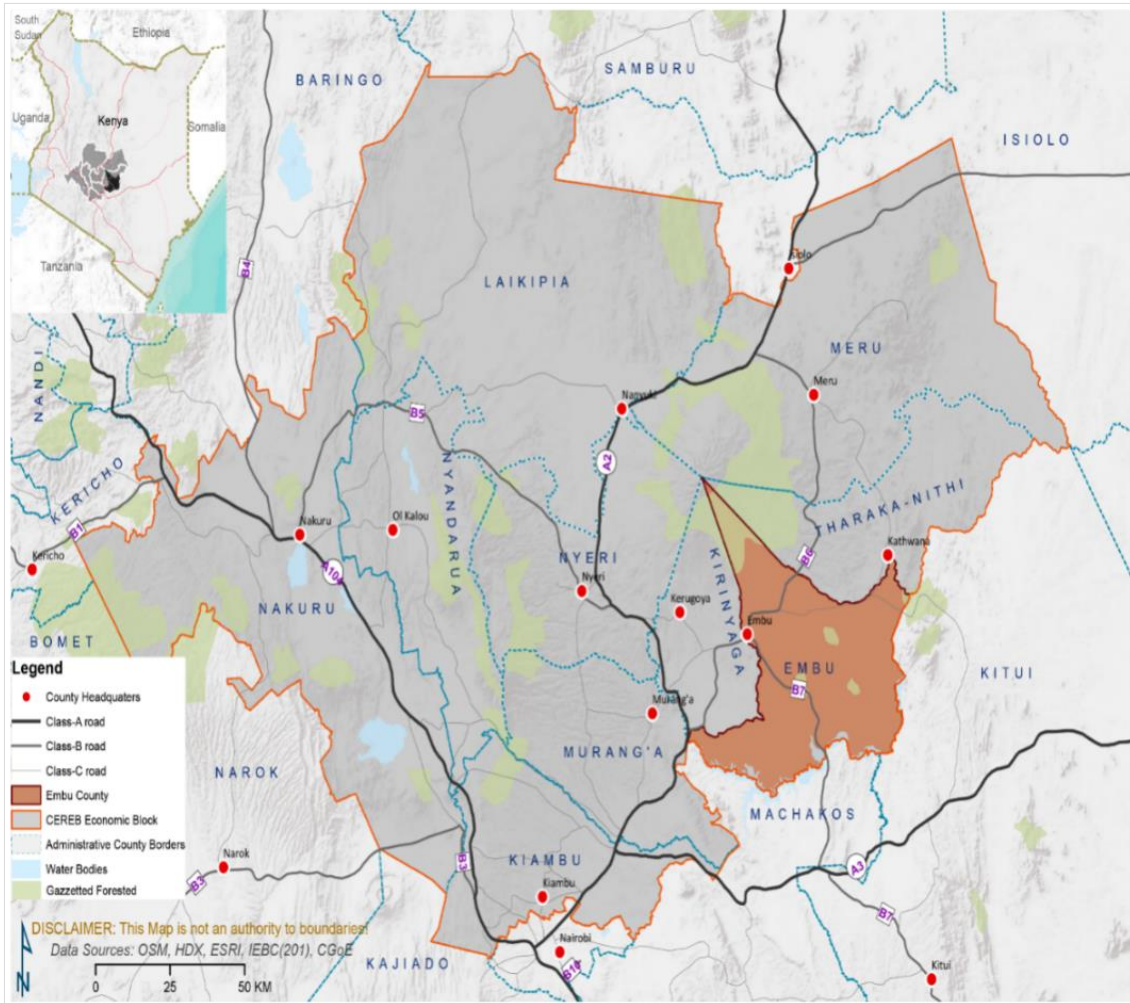 South
Sudan
Ethiopia
Uganda
Kenya
Somalia
Tanzania
BARINGO
SAMBURU
ISIOLO
B4
Isiolo
LAIKIPIA
MERU
NANDI
Meru
Nanyuki
B5
A2
KERICHO
NYANDARUA
THARAKA-NITHI
B1
Nakuru
Ol Kalou
Kathwana
B6
Kericho
A104
NYERI
Nyeri
KIRINYAGA
NAKURU
Kerugoya
Embu
BOMET
EMBU
KITUI
B7
Murang'a
MURANG'A
NAROK
MACHAKOS
KIAMBU
B3
A3
Narok
B3
Kiambu
B7
Nairobi
KAJIADO
B10
Kitui
Legend
County Headquaters
Class-A road
Class-B road
Class-C road
Embu County
CEREB Economic Block
Administrative County Borders
Water Bodies
Gazzetted Forested
DISCLAIMER: This Map is not an authority to boundaries!
Data Sources: OSM, HDX, ESRI, IEBC(201), CGoE
N
0 25 50 KM